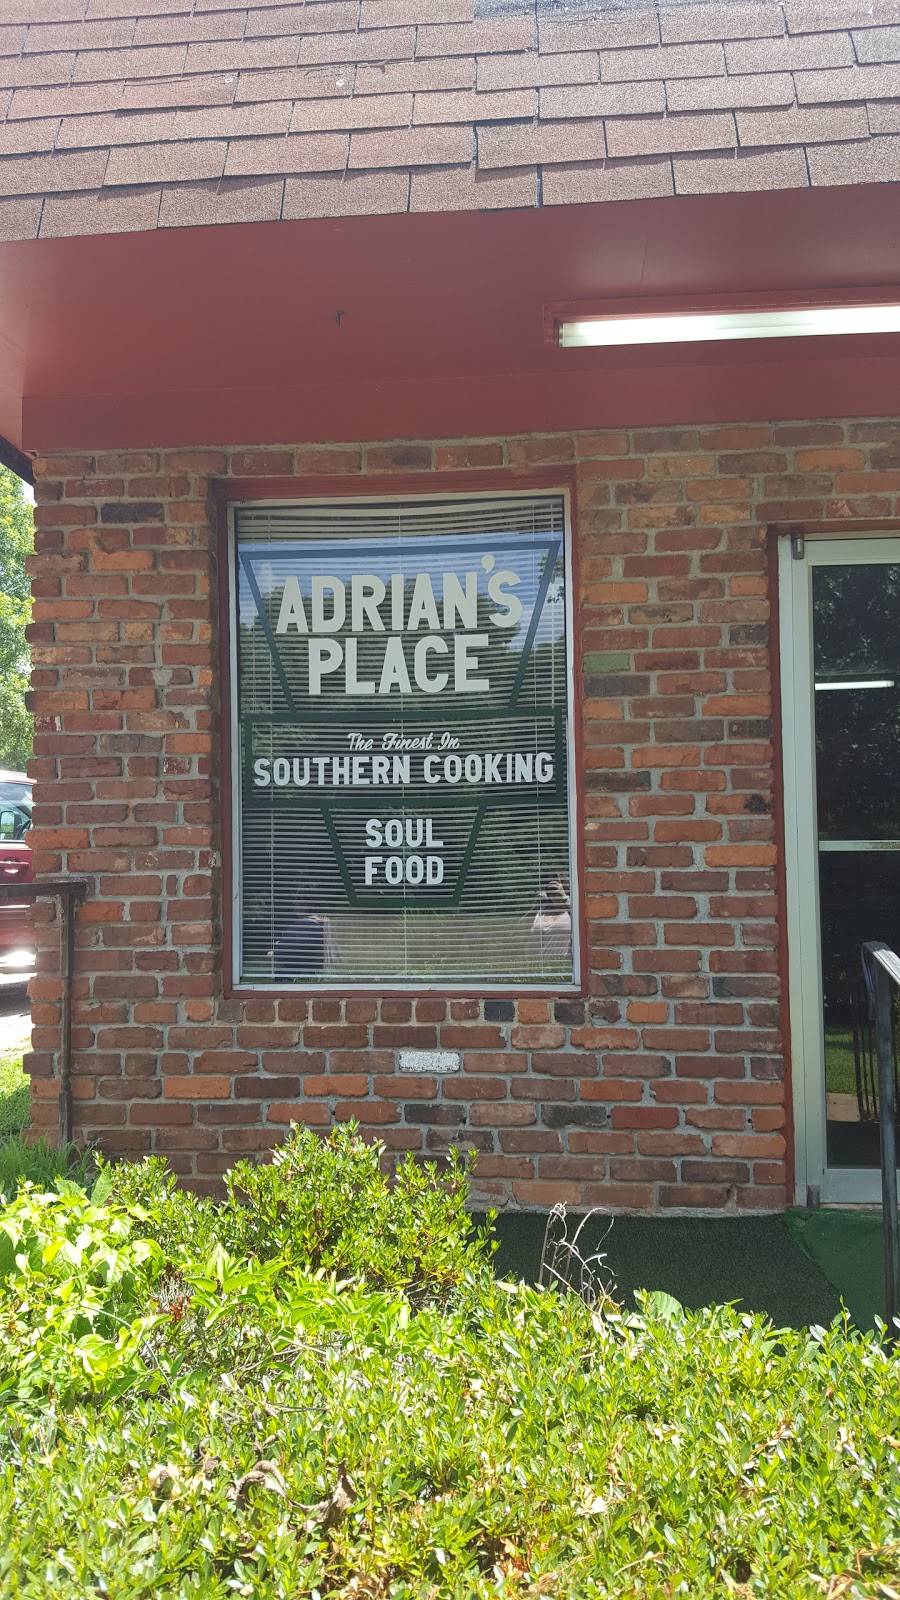 ADRIAN'S
PLACE
The Finest In
SOUTHERN COOKING
SOUL
FOOD